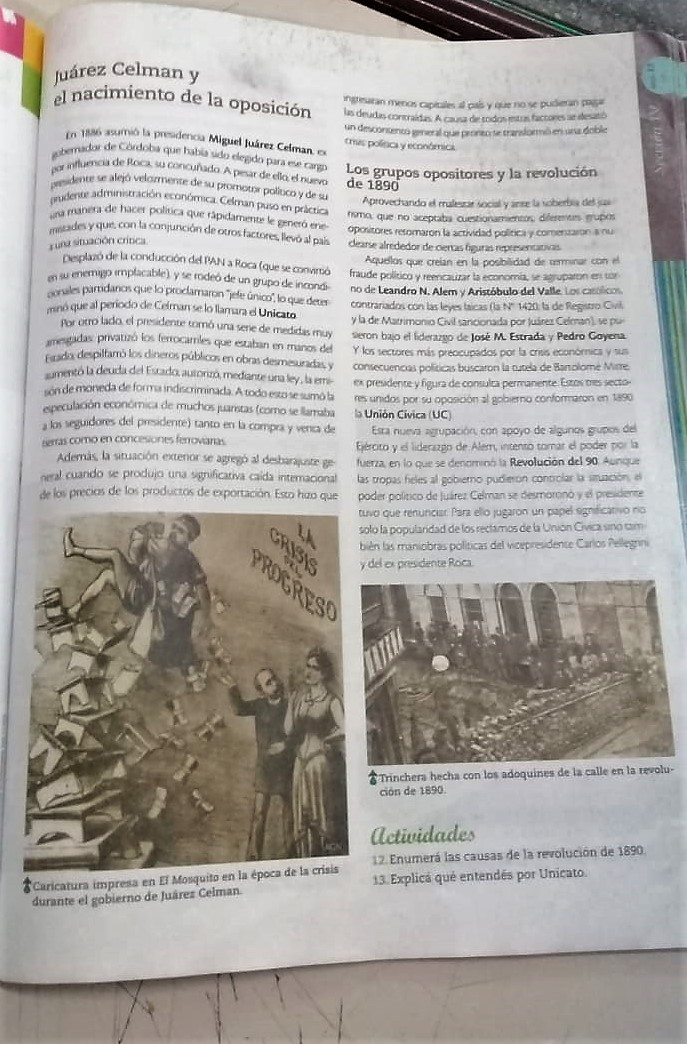 Juárez Celman y
el nacimiento de la oposición
En 1886 asumió la presidencia Miguel Juárez Celman, ex
gobernador de Córdoba que había sido elegido para ese cargo
por influencia de Roca, su concuñado. A pesar de ello, el nuevo
presidente se alejó velozmente de su promotor político y de su
prudente administración económica. Celman puso en práctica
una manera de hacer política que rápidamente le generó ene-
mistades y que, con la conjunción de otros factores, llevó al país
a una situación crítica.
Desplazó de la conducción del PAN a Roca (que se convirtió
en su enemigo implacable), y se rodeó de un grupo de incondi-
cionales partidarios que lo proclamaron "jefe único", lo que deter-
minó que al período de Celman se lo llamara el Unicato.
Por otro lado, el presidente tomó una serie de medidas muy
arriesgadas: privatizó los ferrocarriles que estaban en manos del
Estado, despilfarró los dineros públicos en obras desmesuradas, y
aumentó la deuda del Estado, autorizó, mediante una ley, la emi-
sión de moneda de forma indiscriminada. A todo esto se sumó la
especulación económica de muchos juaristas (como se llamaba
a los seguidores del presidente) tanto en la compra y venta de
tierras como en concesiones ferroviarias.
Además, la situación exterior se agregó al desbarajuste ge-
neral cuando se produjo una significativa caída internacional
de los precios de los productos de exportación. Esto hizo que
LA
CRISIS
DEL
PROGRESO
Caricatura impresa en El Mosquito en la época de la crisis
durante el gobierno de Juárez Celman.
ingresaran menos capitales al país y que no se pudieran pagar
las deudas contraídas. A causa de todos estos factores se desató
un descontento general que pronto se transformó en una doble
crisis: política y económica.
Los grupos opositores y la revolución
de 1890
Aprovechando el malestar social y ante la soberbia del jua-
rismo, que no aceptaba cuestionamientos, diferentes grupos
opositores retomaron la actividad política y comenzaron a nu-
clearse alrededor de ciertas figuras representativas.
Aquellos que creían en la posibilidad de terminar con el
fraude político y reencauzar la economía, se agruparon en tor-
no de Leandro N. Alem y Aristóbulo del Valle. Los católicos,
contrariados con las leyes laicas (la N° 1420, la de Registro Civil,
y la de Matrimonio Civil sancionada por Juárez Celman), se pu-
sieron bajo el liderazgo de José M. Estrada y Pedro Goyena.
Y los sectores más preocupados por la crisis económica y sus
consecuencias políticas buscaron la tutela de Bartolomé Mitre,
ex presidente y figura de consulta permanente. Estos tres secto-
res unidos por su oposición al gobierno conformaron en 1890
la Unión Cívica (UC).
Esta nueva agrupación, con apoyo de algunos grupos del
Ejército y el liderazgo de Alem, intentó tomar el poder por la
fuerza, en lo que se denominó la Revolución del 90. Aunque
las tropas fieles al gobierno pudieron controlar la situación, el
poder político de Juárez Celman se desmoronó y el presidente
tuvo que renunciar. Para ello jugaron un papel significativo no
solo la popularidad de los reclamos de la Unión Cívica sino tam-
bién las maniobras políticas del vicepresidente Carlos Pellegrini
y del ex presidente Roca.
Trinchera hecha con los adoquines de la calle en la revolu-
ción de 1890.
Actividades
12. Enumerá las causas de la revolución de 1890.
13. Explicá qué entendés por Unicato.